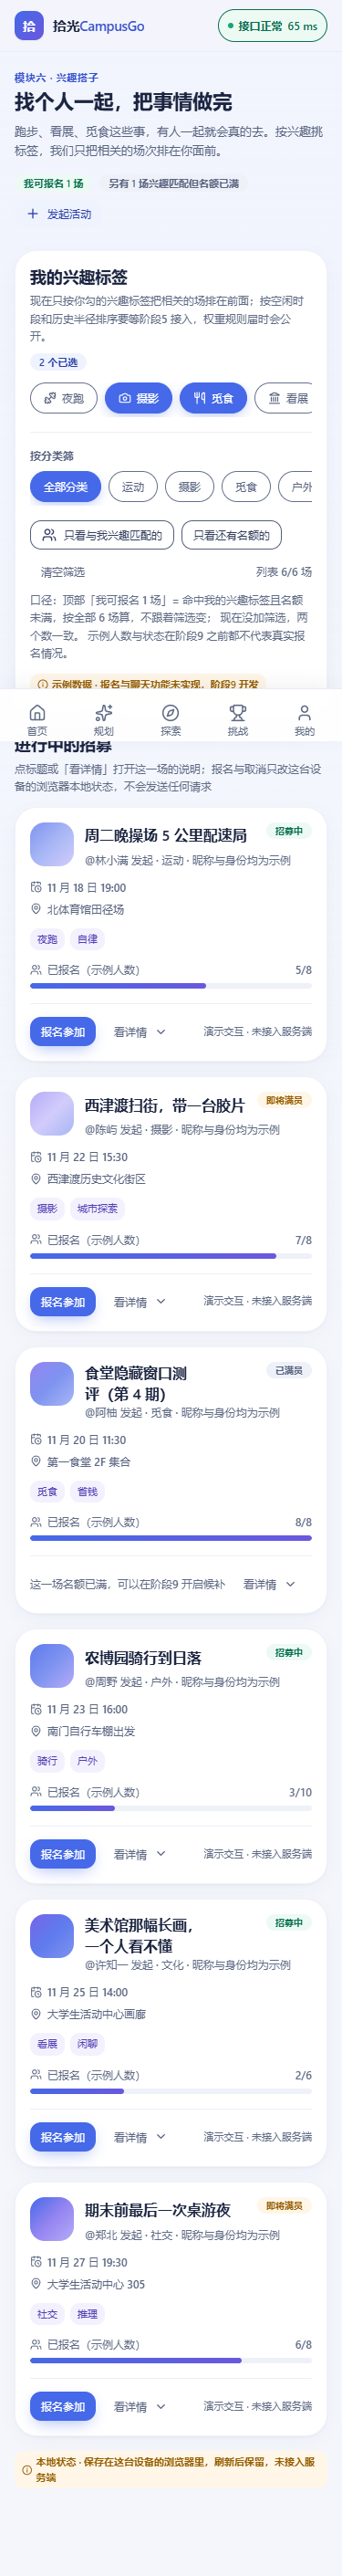 拾 拾光CampusGo 接口正常 65 ms
模块六 · 兴趣搭子
找个人一起，把事情做完
跑步、看展、觅食这些事，有人一起就会真的去。按兴趣挑
标签，我们只把相关的场次排在你面前。
我可报名 1 场 另有 1 场兴趣匹配但名额已满
发起活动
我的兴趣标签
现在只按你勾的兴趣标签把相关的场排在前面；按空闲时
段和历史半径排序要等阶段5 接入，权重规则届时会公
开。
2 个已选
夜跑 摄影 觅食 看展
按分类筛
全部分类 运动 摄影 觅食 户外
只看与我兴趣匹配的 只看还有名额的
清空筛选 列表 6/6 场
口径：顶部「我可报名 1 场」= 命中我的兴趣标签且名额
未满，按全部 6 场算，不跟着筛选变； 现在没加筛选，两
个数一致。 示例人数与状态在阶段9 之前都不代表真实报
名情况。
示例数据 · 报名与聊天功能未实现，阶段9 开发
首页 规划 探索 挑战 我的
进行中的招募
点标题或「看详情」打开这一场的说明；报名与取消只改这台设
备的浏览器本地状态，不会发送任何请求
周二晚操场 5 公里配速局 招募中
@林小满 发起 · 运动 · 昵称与身份均为示例
11 月 18 日 19:00
北体育馆田径场
夜跑 自律
已报名（示例人数） 5/8
报名参加 看详情 演示交互 · 未接入服务端
西津渡扫街，带一台胶片 即将满员
@陈屿 发起 · 摄影 · 昵称与身份均为示例
11 月 22 日 15:30
西津渡历史文化街区
摄影 城市探索
已报名（示例人数） 7/8
报名参加 看详情 演示交互 · 未接入服务端
食堂隐藏窗口测 已满员
评（第 4 期）
@阿柚 发起 · 觅食 · 昵称与身份均为示例
11 月 20 日 11:30
第一食堂 2F 集合
觅食 省钱
已报名（示例人数） 8/8
这一场名额已满，可以在阶段9 开启候补 看详情
农博园骑行到日落 招募中
@周野 发起 · 户外 · 昵称与身份均为示例
11 月 23 日 16:00
南门自行车棚出发
骑行 户外
已报名（示例人数） 3/10
报名参加 看详情 演示交互 · 未接入服务端
美术馆那幅长画， 招募中
一个人看不懂
@许知一 发起 · 文化 · 昵称与身份均为示例
11 月 25 日 14:00
大学生活动中心画廊
看展 闲聊
已报名（示例人数） 2/6
报名参加 看详情 演示交互 · 未接入服务端
期末前最后一次桌游夜 即将满员
@郑北 发起 · 社交 · 昵称与身份均为示例
11 月 27 日 19:30
大学生活动中心 305
社交 推理
已报名（示例人数） 6/8
报名参加 看详情 演示交互 · 未接入服务端
本地状态 · 保存在这台设备的浏览器里，刷新后保留，未接入服
务端